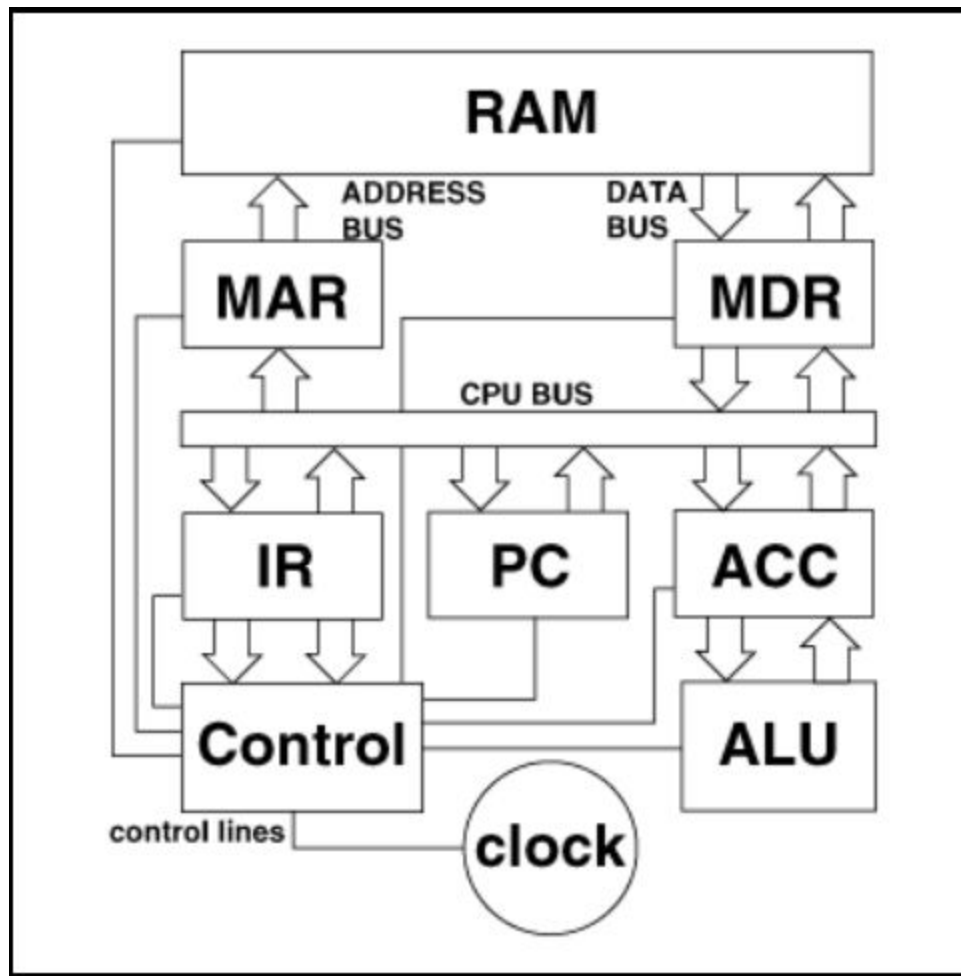 RAM
ADDRESS
BUS
DATA
BUS
MAR
MDR
CPU BUS
IR
PC
ACC
Control
ALU
control lines
clock